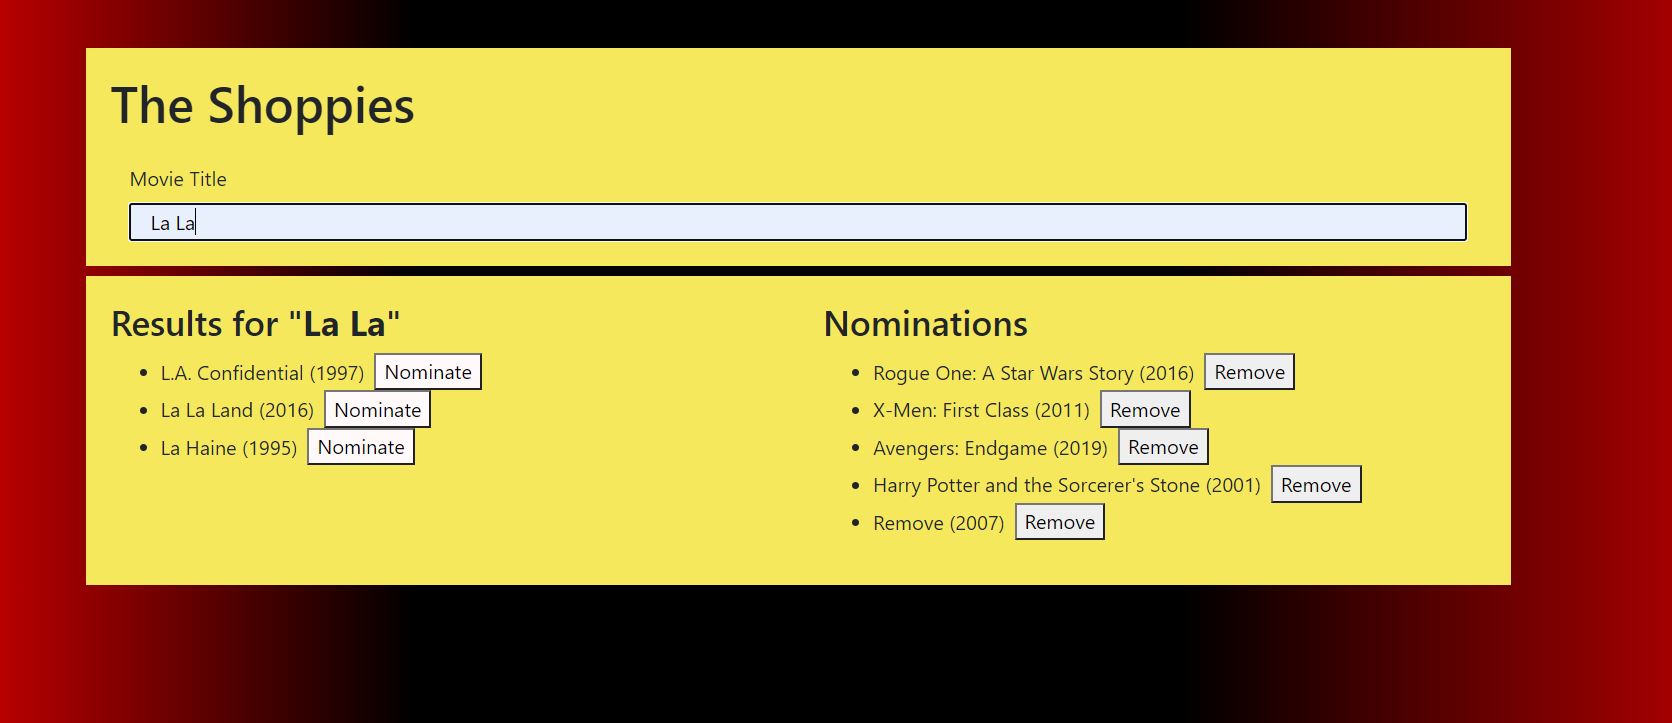 The Shoppies
Movie Title
La La
Results for "La La"
L.A. Confidential (1997) Nominate
La La Land (2016) Nominate
La Haine (1995) Nominate
Nominations
Rogue One: A Star Wars Story (2016) Remove
X-Men: First Class (2011) Remove
Avengers: Endgame (2019) Remove
Harry Potter and the Sorcerer's Stone (2001) Remove
Remove (2007) Remove